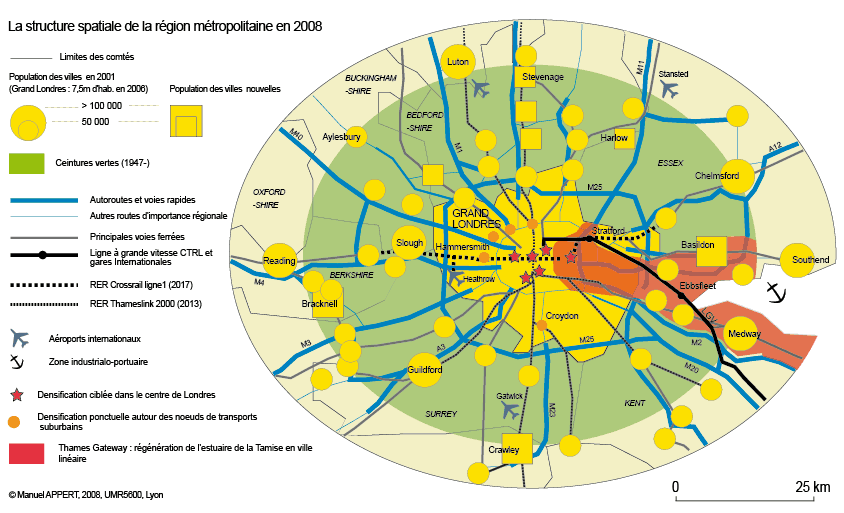 La structure spatiale de la région métropolitaine en 2008
Limites des comtés
Population des villes en 2001
(Grand Londres : 7,5m d'hab. en 2006)
Population des villes nouvelles
> 100 000
50 000
Ceintures vertes (1947-)
Autoroutes et voies rapides
Autres routes d'importance régionale
Principales voies ferrées
Ligne à grande vitesse CTRL et
gares Internationales
RER Crossrail ligne1 (2017)
RER Thameslink 2000 (2013)
Aéroports internationaux
Zone industrialo-portuaire
Densification ciblée dans le centre de Londres
Densification ponctuelle autour des noeuds de transports
suburbains
Thames Gateway : régénération de l'estuaire de la Tamise en ville
linéaire
© Manuel APPERT, 2008, UMR5600, Lyon
Luton
Stevenage
M11
Stansted
BUCKINGHAM
-SHIRE
BEDFORD
-SHIRE
Aylesbury
M40
M1
Harlow
ESSEX
A12
Chelmsford
M25
OXFORD
-SHIRE
GRAND
LONDRES
Stratford
Slough
Hammersmith
Basildon
Reading
Southend
M4
BERKSHIRE
Heathrow
Ebbsfleet
Bracknell
LGV
Croydon
Medway
M3
A3
M25
M2
M20
Guildford
Gatwick
M23
SURREY
KENT
Crawley
0
25 km